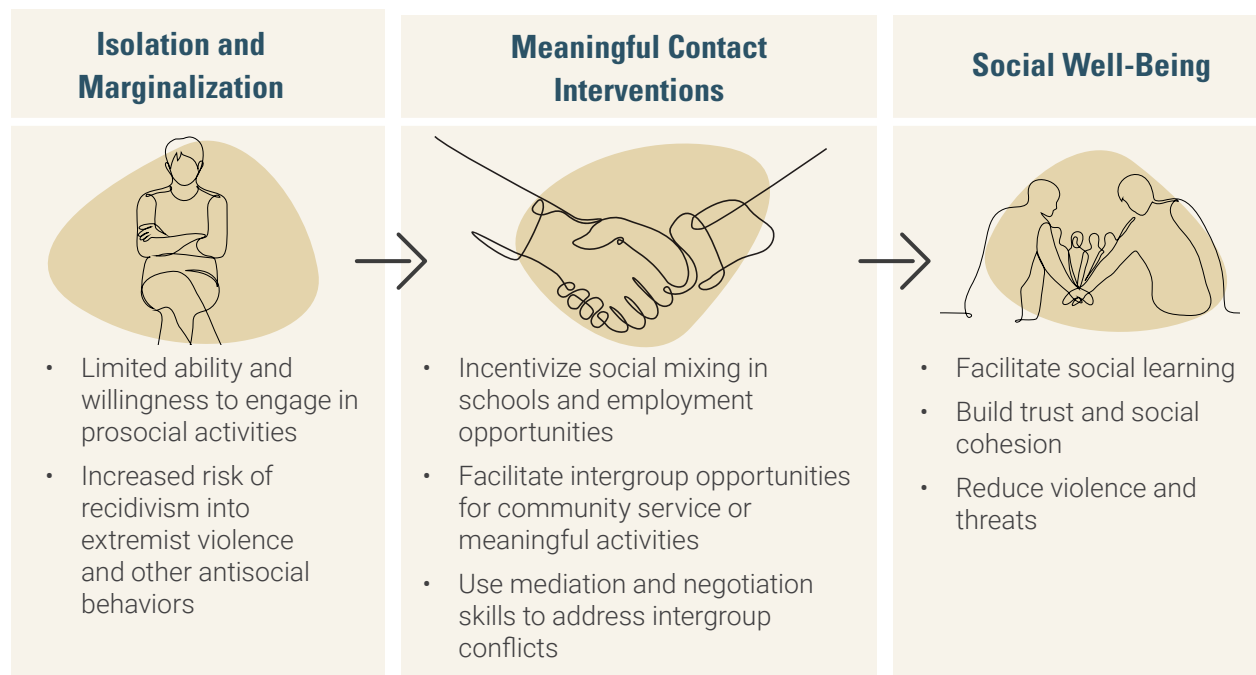 Isolation and
Marginalization
• Limited ability and
willingness to engage in
prosocial activities
• Increased risk of
recidivism into
extremist violence
and other antisocial
behaviors
Meaningful Contact
Interventions
• Incentivize social mixing in
schools and employment
opportunities
• Facilitate intergroup opportunities
for community service or
meaningful activities
• Use mediation and negotiation
skills to address intergroup
conflicts
Social Well-Being
• Facilitate social learning
• Build trust and social
cohesion
• Reduce violence and
threats